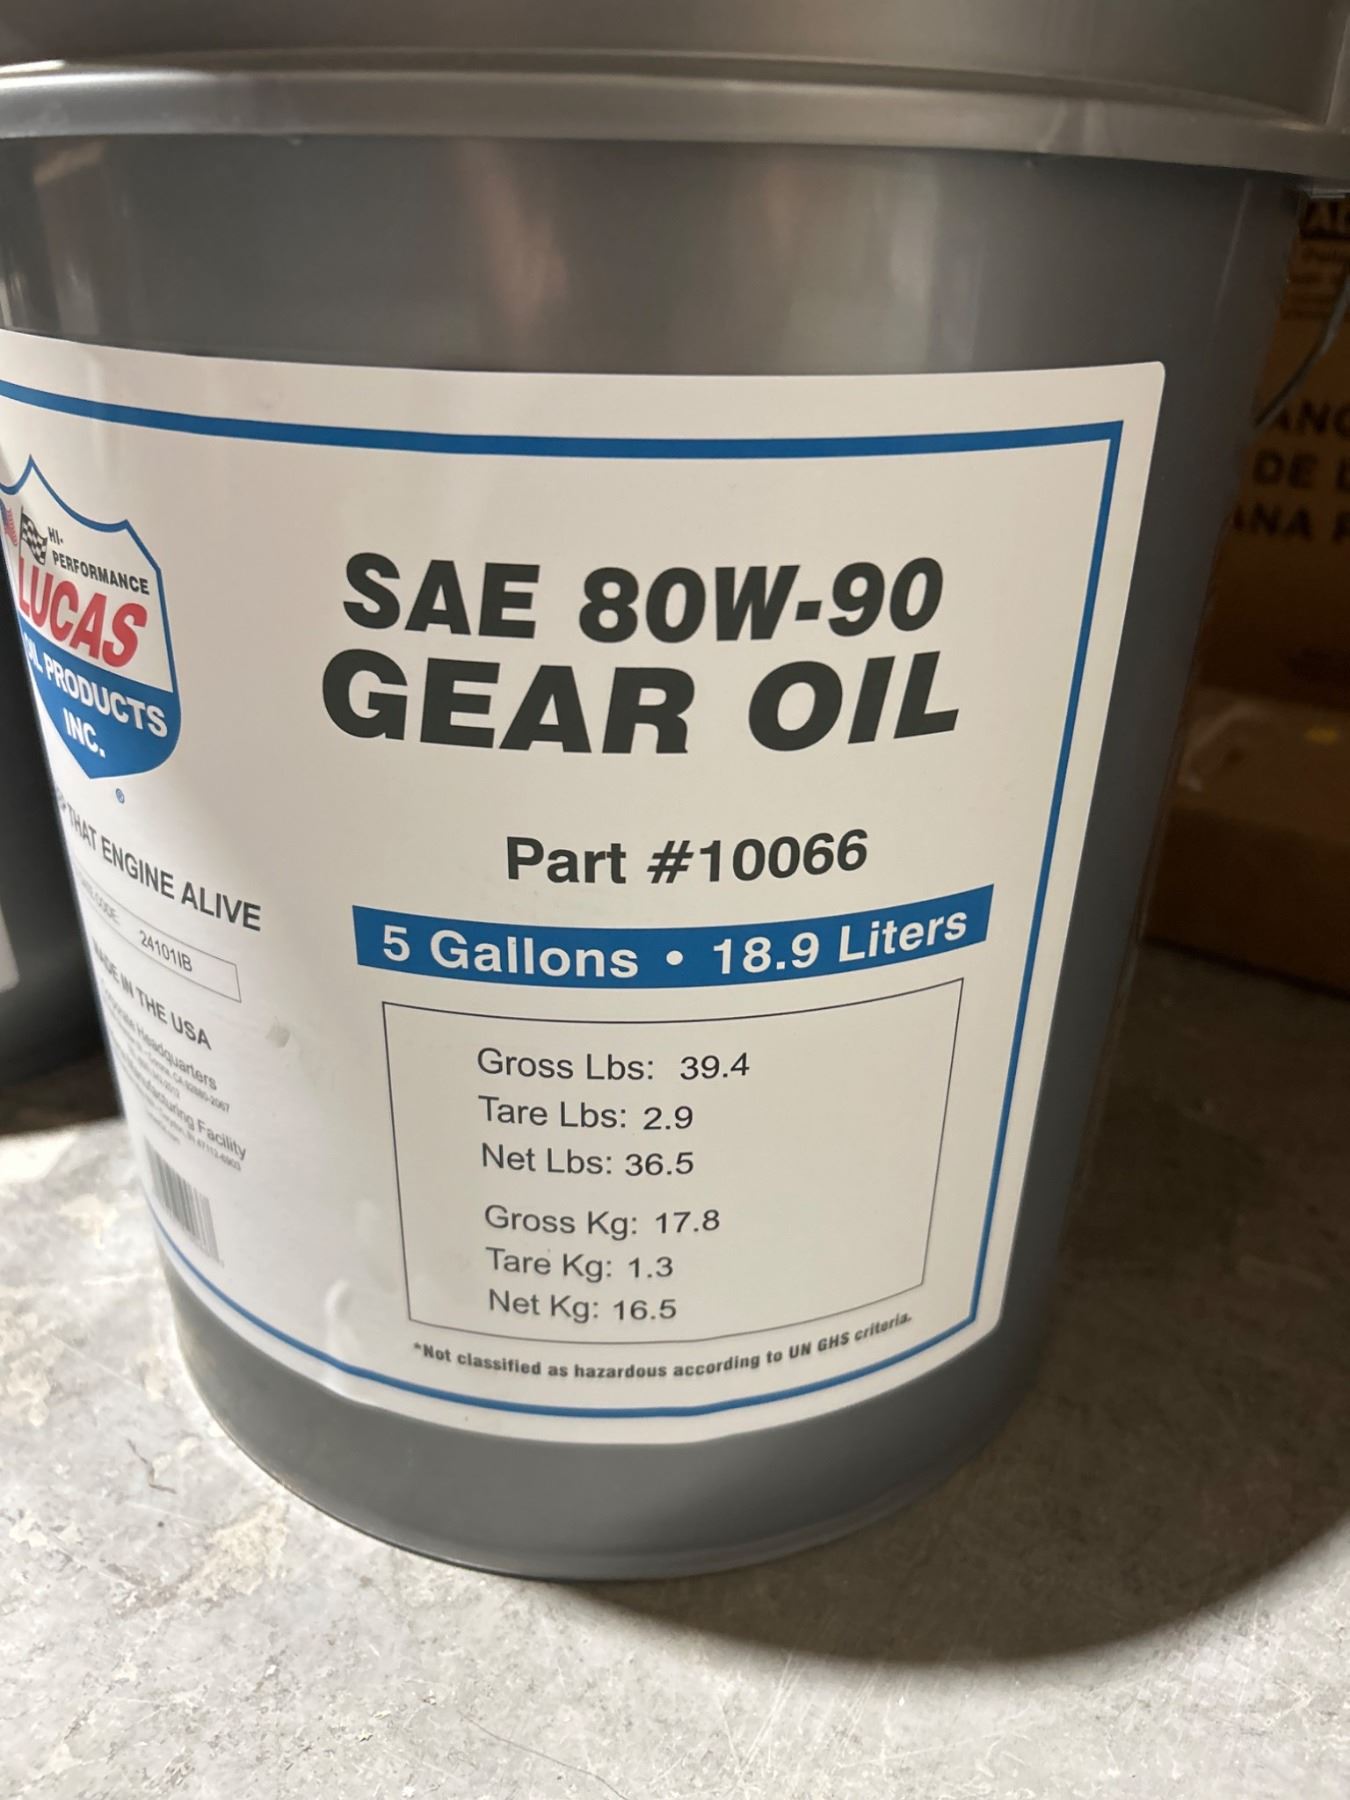 HI-
PERFORMANCE
LUCAS
OIL PRODUCTS
INC.
®
THAT ENGINE ALIVE
CODE
24101IB
MADE IN THE USA
Corporate Headquarters
Manufacturing Facility
SAE 80W-90
GEAR OIL
Part #10066
5 Gallons • 18.9 Liters
Gross Lbs: 39.4
Tare Lbs: 2.9
Net Lbs: 36.5
Gross Kg: 17.8
Tare Kg: 1.3
Net Kg: 16.5
*Not classified as hazardous according to UN GHS criteria.
DE